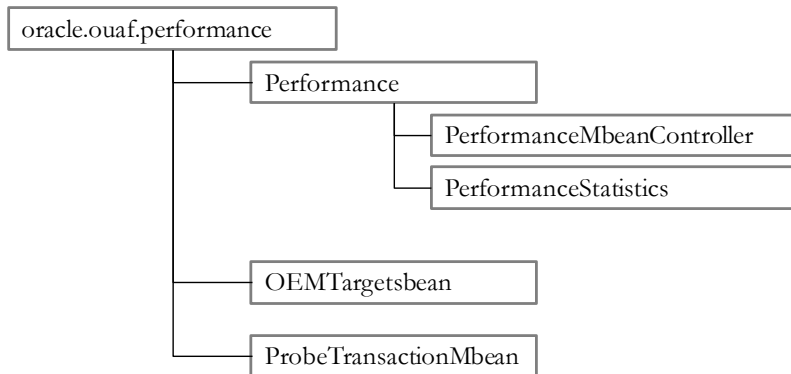 oracle.ouaf.performance
Performance
PerformanceMbeanController
PerformanceStatistics
OEMTargetsbean
ProbeTransactionMbean